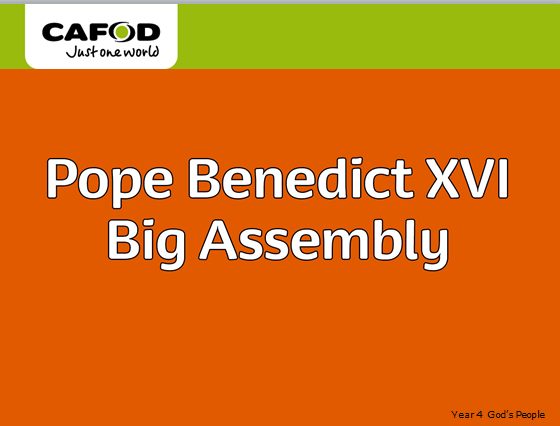 CAFOD
Just one world
Pope Benedict XVI
Big Assembly
Year 4 God's People